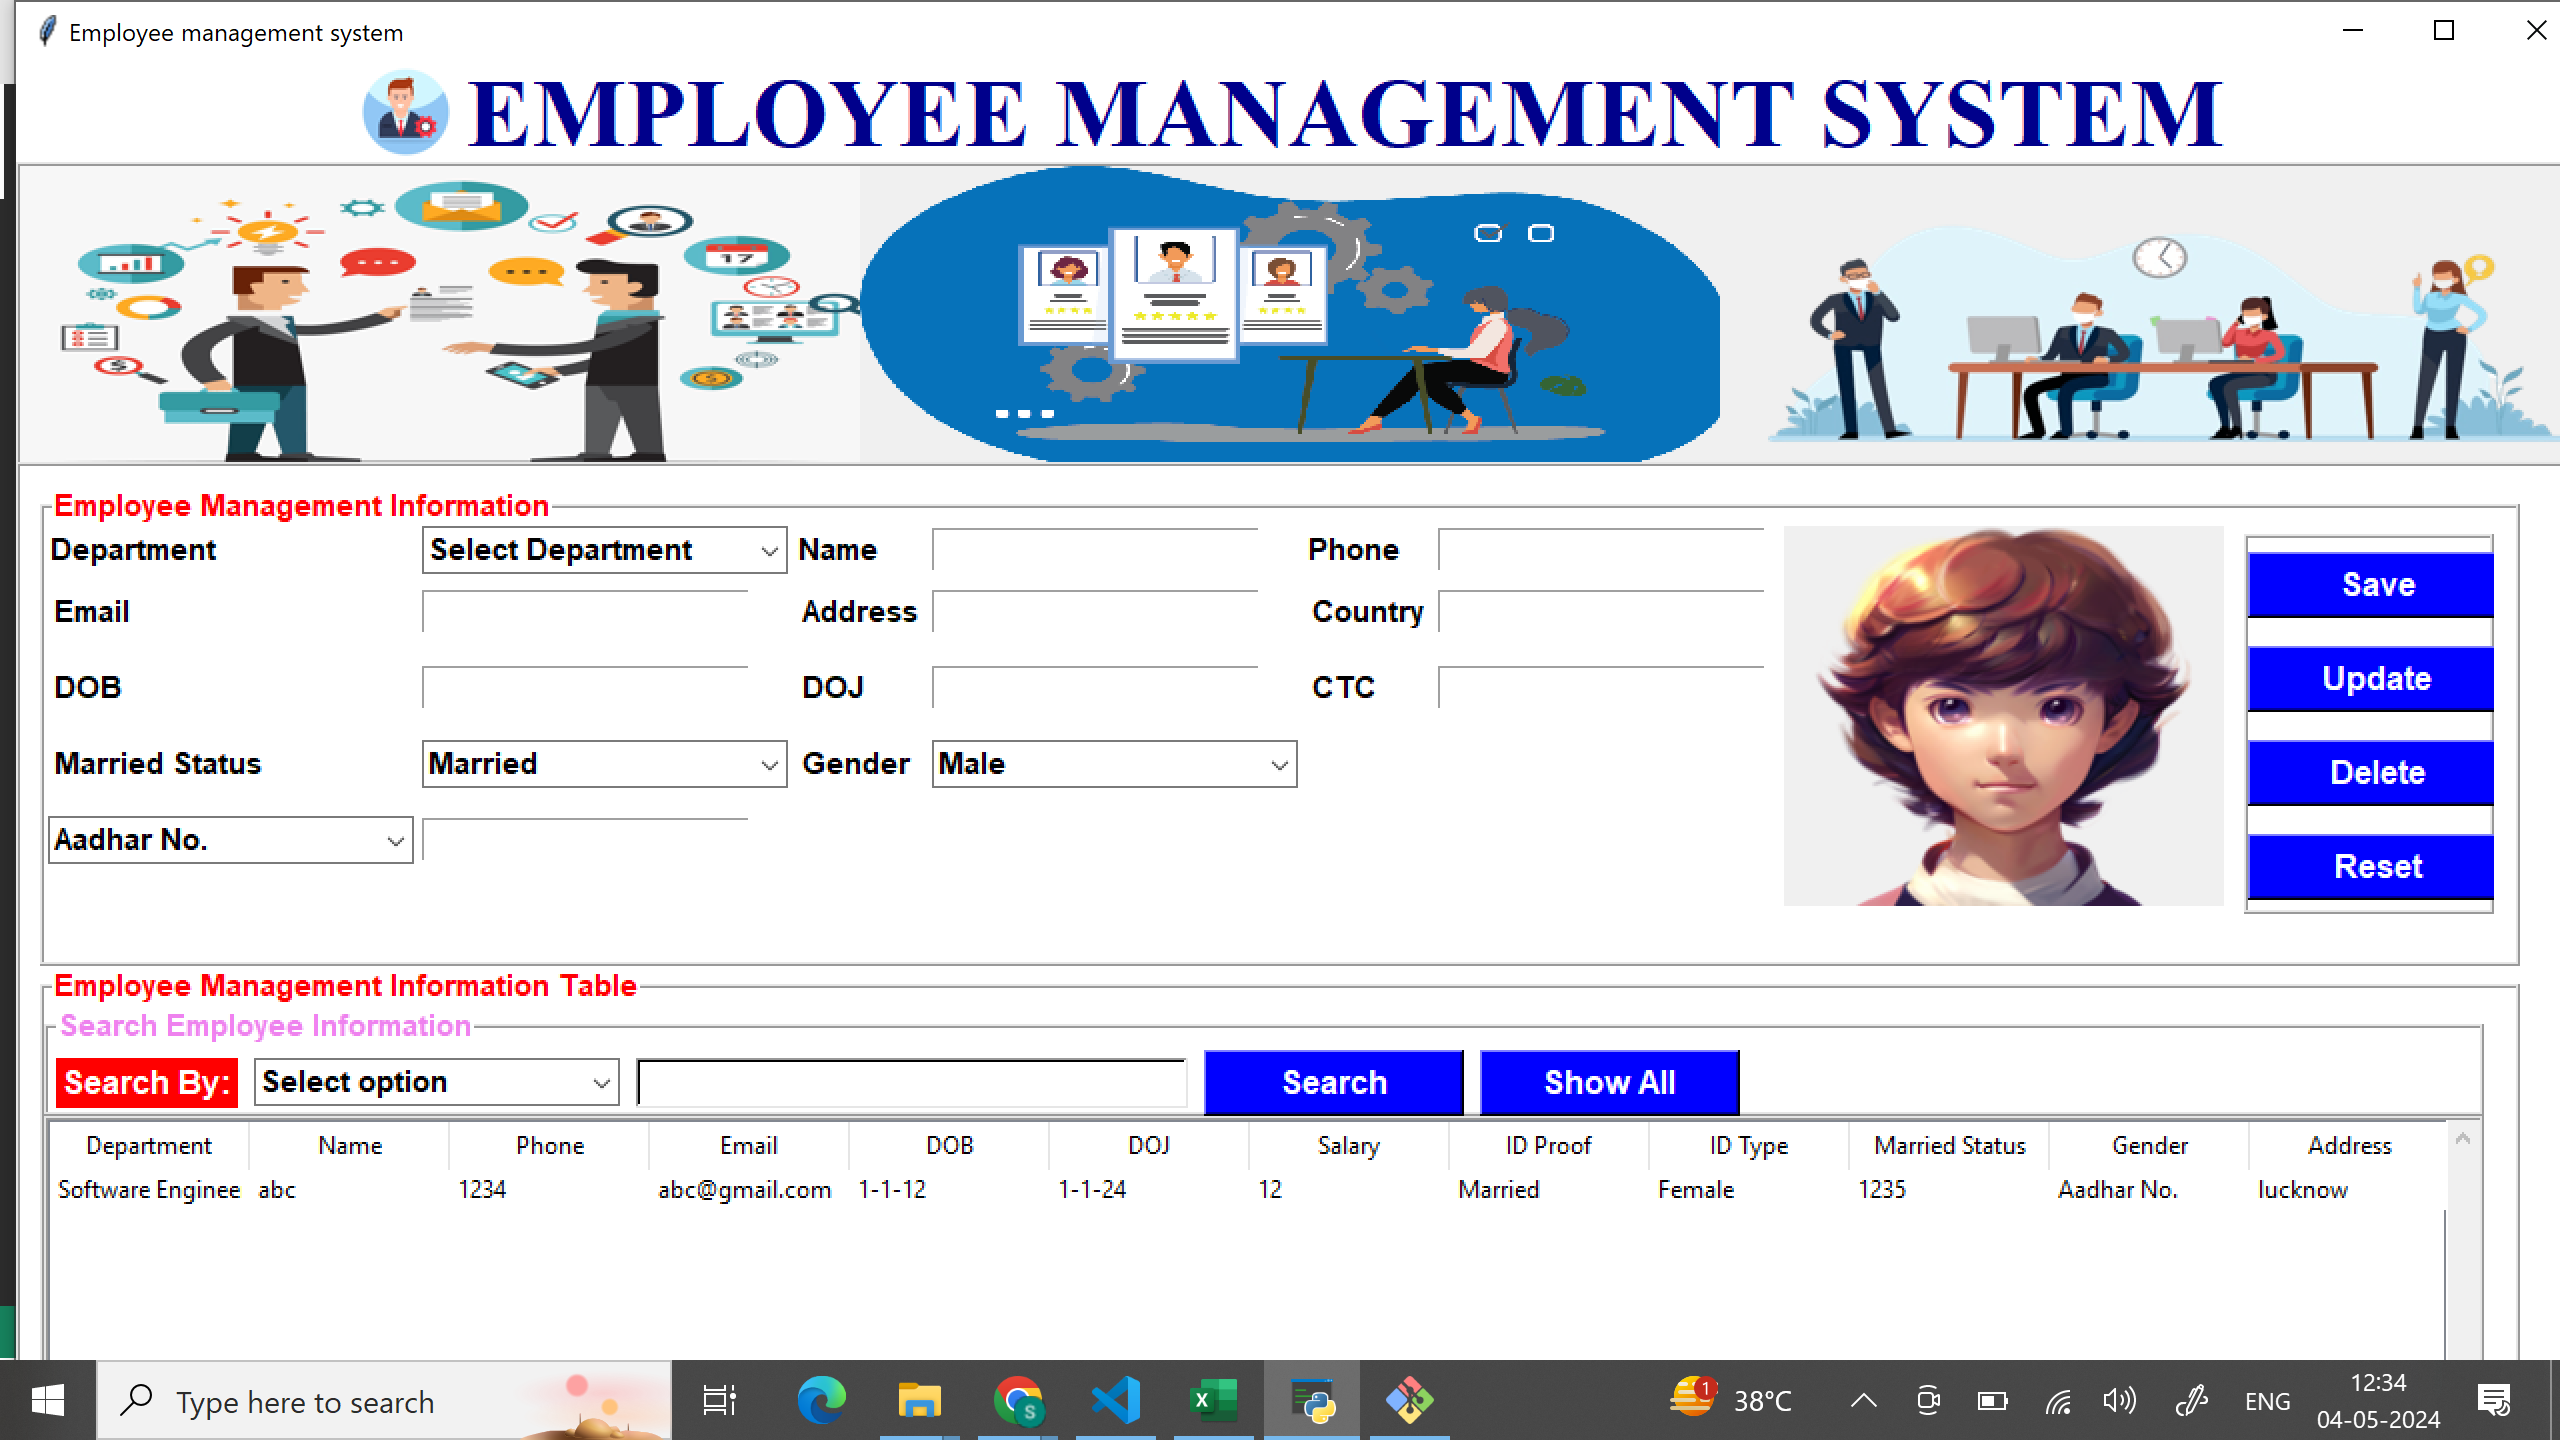 Employee management system
EMPLOYEE MANAGEMENT SYSTEM
17
Employee Management Information
Department Select Department Name Phone
Save
Email Address Country
Update
DOB DOJ CTC
Married Status Married Gender Male
Delete
Aadhar No.
Reset
Employee Management Information Table
Search Employee Information
Search By: Select option Search Show All
Department Name Phone Email DOB DOJ Salary ID Proof ID Type Married Status Gender Address
Software Enginee abc 1234 abc@gmail.com 1-1-12 1-1-24 12 Married Female 1235 Aadhar No. lucknow
Type here to search
S
X
1
38°C
ENG
12:34
04-05-2024